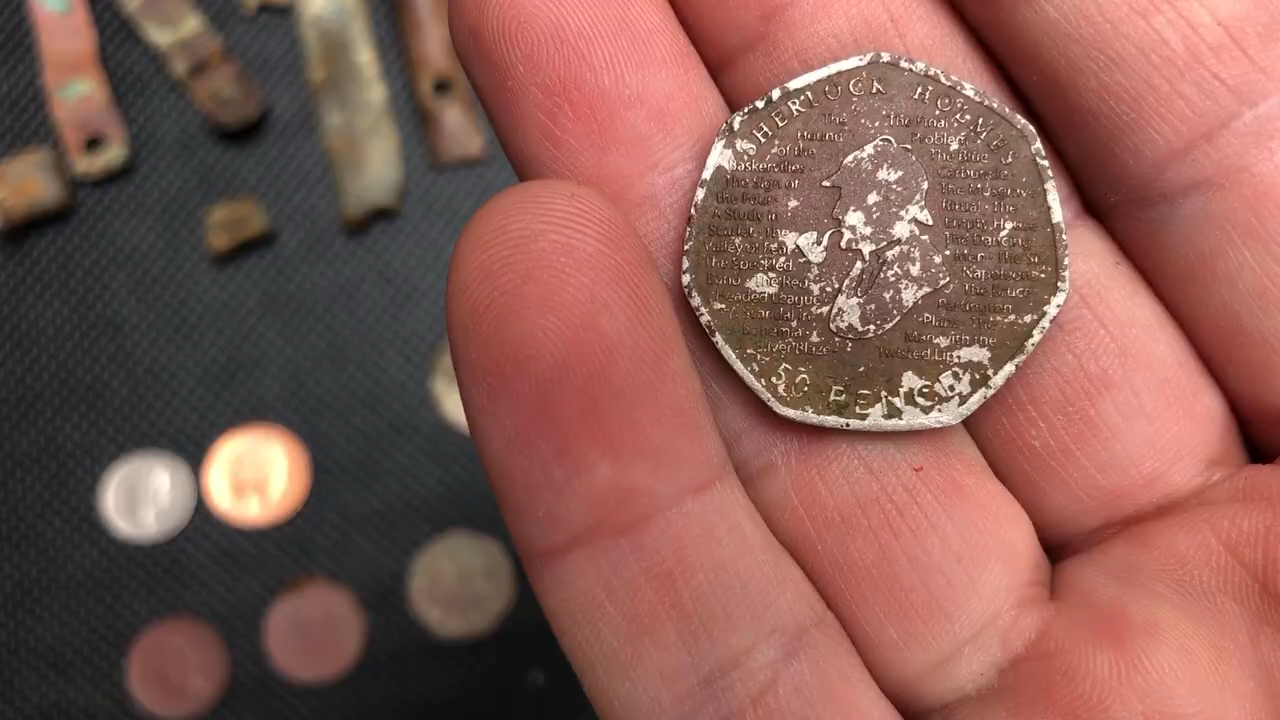 SHERLOCK HOLMES
The
Hound
of the
Baskervilles ·
The Sign of
the Four ·
A Study in
Scarlet · The
Valley of Fear
The Speckled
Band · The Red
Headed League
· A Scandal in
Bohemia ·
Silver Blaze
The Final
Problem
The Blue
Carbuncle ·
The Musgrave
Ritual · The
Empty House
The Dancing
Men · The Six
Napoleons
The Bruce
Partington
Plans · The
Man with the
Twisted Lip
50 PENCE